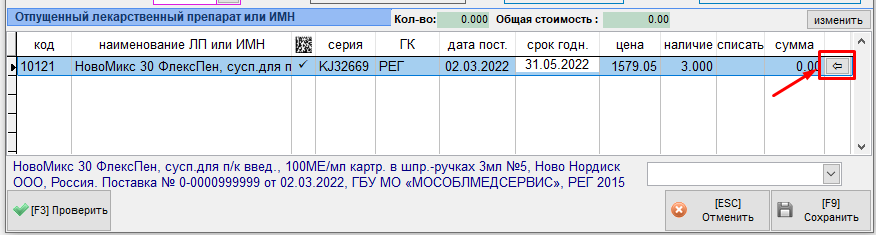 Отпущенный лекарственный препарат или ИМН Кол-во: 0.000 Общая стоимость : 0.00 изменить
код наименование ЛП или ИМН серия ГК дата пост. срок годн. цена наличие списать сумма
10121 НовоМикс 30 ФлексПен, сусп.для п ✓ KJ32669 РЕГ 02.03.2022 31.05.2022 1579.05 3.000 0.00
НовоМикс 30 ФлексПен, сусп.для п/к введ., 100МЕ/мл картр. в шпр.-ручках 3мл №5, Ново Нордиск
ООО, Россия. Поставка № 0-0000999999 от 02.03.2022, ГБУ МО «МОСОБЛМЕДСЕРВИС», РЕГ 2015
[F3] Проверить
[ESC]
Отменить
[F9]
Сохранить